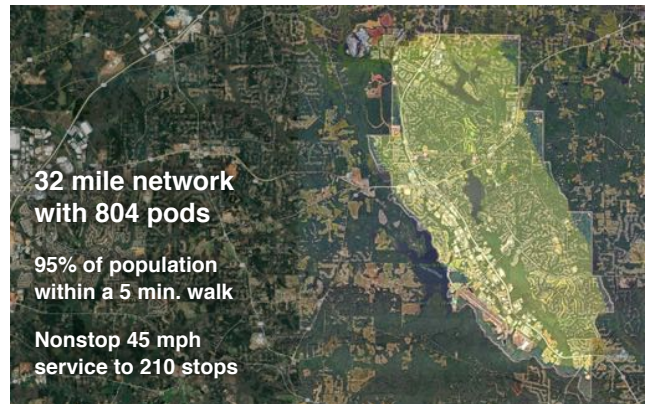 32 mile network
with 804 pods
95% of population
within a 5 min. walk
Nonstop 45 mph
service to 210 stops